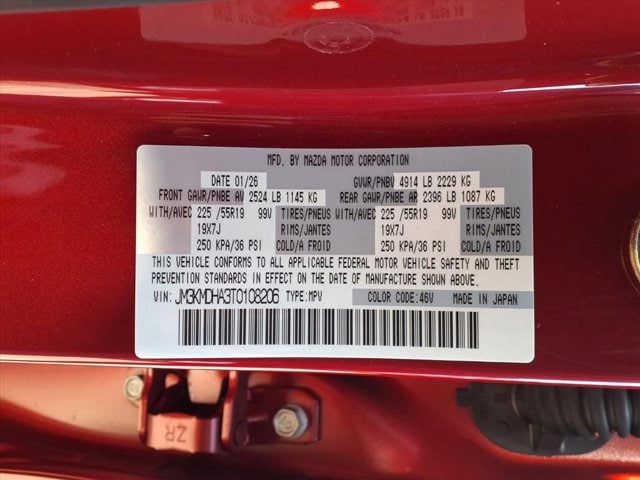 MFD. BY MAZDA MOTOR CORPORATION
DATE 01/26 GVWR/PNBV 4914 LB 2229 KG
FRONT GAWR/PNBE AV 2524 LB 1145 KG REAR GAWR/PNBE AR 2396 LB 1087 KG
WITH/AVEC 225 /55R19 99V TIRES/PNEUS WITH/AVEC 225 /55R19 99V TIRES/PNEUS
19X7J RIMS/JANTES 19X7J RIMS/JANTES
250 KPA/36 PSI COLD/A FROID 250 KPA/36 PSI COLD/A FROID
THIS VEHICLE CONFORMS TO ALL APPLICABLE FEDERAL MOTOR VEHICLE SAFETY AND THEFT
PREVENTION STANDARDS IN EFFECT ON THE DATE OF MANUFACTURE SHOWN ABOVE.
VIN: JM3KMDHA3T0108206 TYPE:MPV COLOR CODE:46V MADE IN JAPAN
ZR